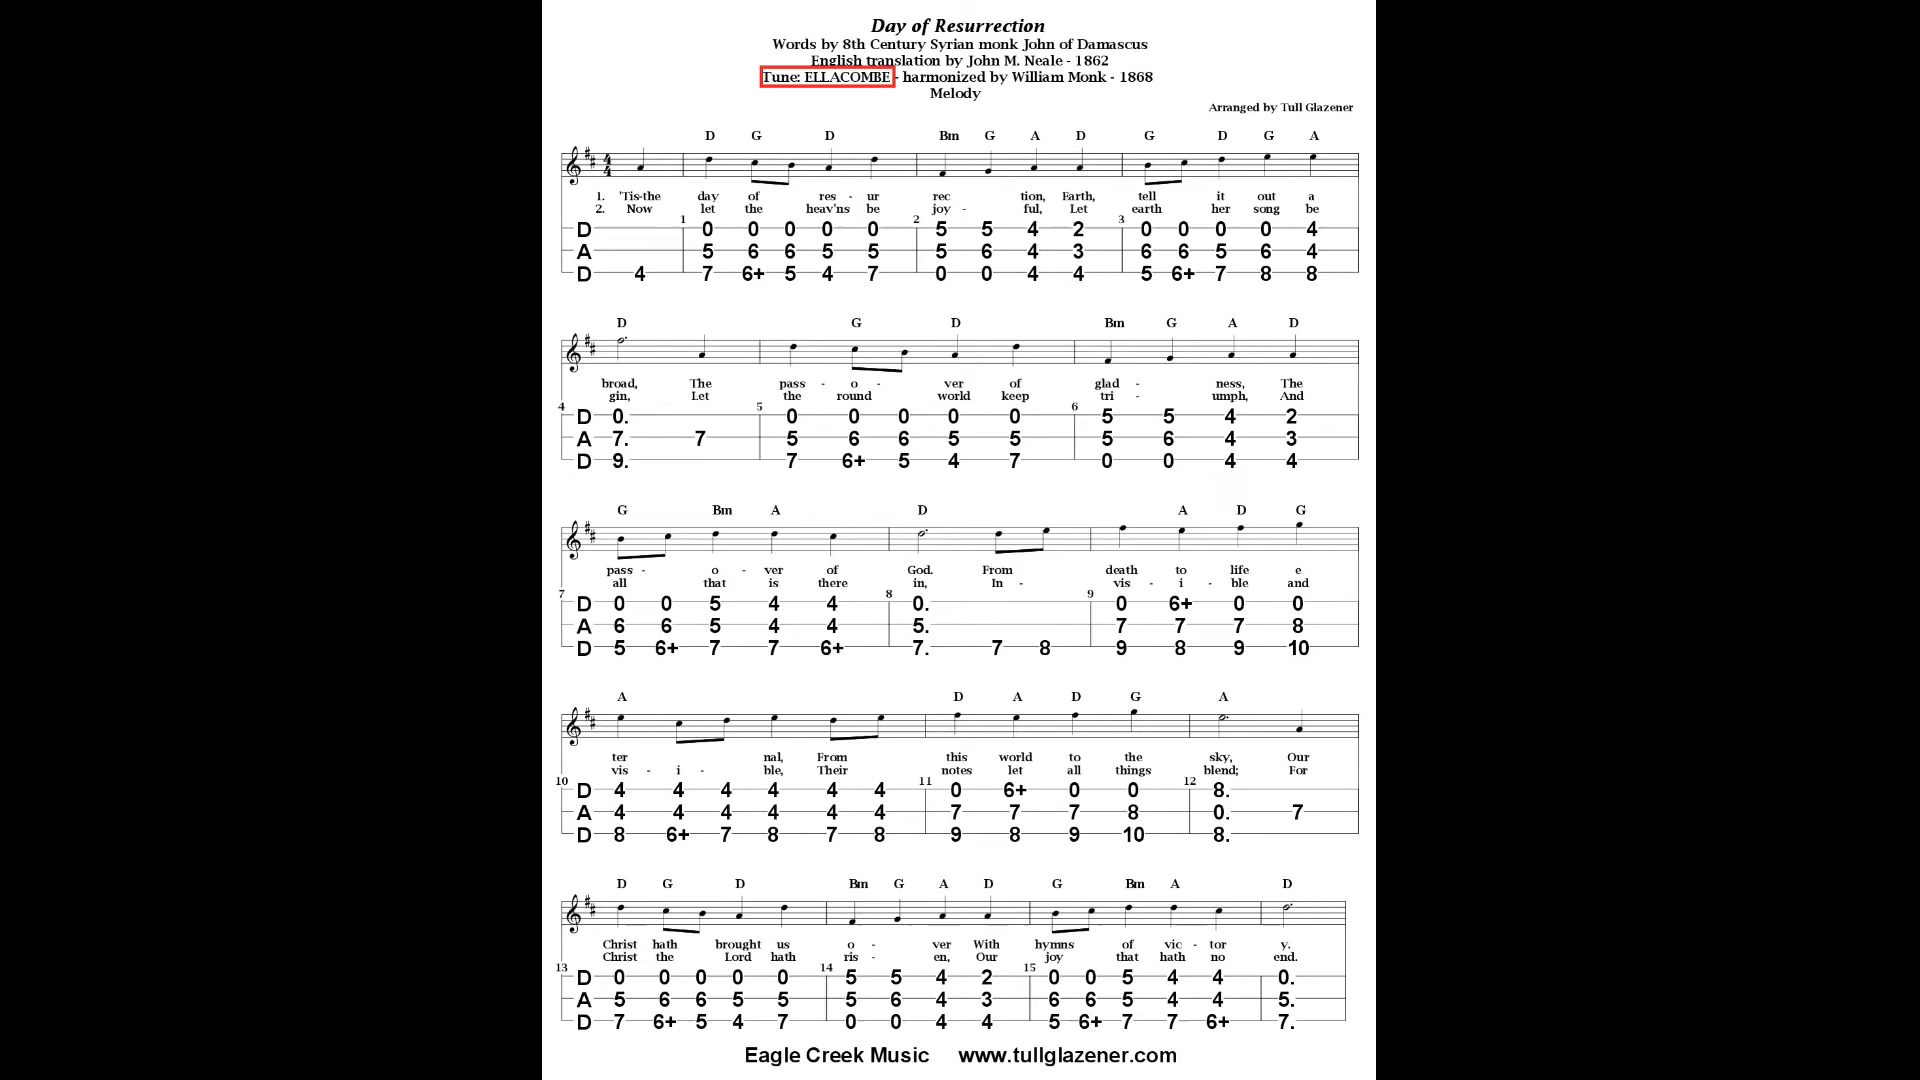 Day of Resurrection
Words by 8th Century Syrian monk John of Damascus
English translation by John M. Neale - 1862
Tune: ELLACOMBE - harmonized by William Monk - 1868
Melody
Arranged by Tull Glazener
D G D Bm G A D G D G A
4
4
1. 'Tis-the day of res - ur rec tion, Earth, tell it out a
2. Now let the heav'ns be joy - ful, Let earth her song be
1 2 3
D 0 0 0 0 0 5 5 4 2 0 0 0 0 4
A 5 6 6 5 5 5 6 4 3 6 6 5 6 4
D 4 7 6+ 5 4 7 0 0 4 4 5 6+ 7 8 8
D G D Bm G A D
broad, The pass - o - ver of glad - ness, The
gin, Let the round world keep tri - umph, And
4 5 6
D 0. 0 0 0 0 0 5 5 4 2
A 7. 7 5 6 6 5 5 5 6 4 3
D 9. 7 6+ 5 4 7 0 0 4 4
G Bm A D A D G
pass - o - ver of God. From death to life e
all that is there in, In - vis - i - ble and
7 8 9
D 0 0 5 4 4 0. 0 6+ 0 0
A 6 6 5 4 4 5. 7 7 7 8
D 5 6+ 7 7 6+ 7. 7 8 9 8 9 10
A D A D G A
ter nal, From this world to the sky, Our
vis - i - ble, Their notes let all things blend; For
10 11 12
D 4 4 4 4 4 4 0 6+ 0 0 8.
A 4 4 4 4 4 4 7 7 7 8 0. 7
D 8 6+ 7 8 7 8 9 8 9 10 8.
D G D Bm G A D G Bm A D
Christ hath brought us o - ver With hymns of vic - tor y.
Christ the Lord hath ris - en, Our joy that hath no end.
13 14 15
D 0 0 0 0 0 5 5 4 2 0 0 5 4 4 0.
A 5 6 6 5 5 5 6 4 3 6 6 5 4 4 5.
D 7 6+ 5 4 7 0 0 4 4 5 6+ 7 7 6+ 7.
Eagle Creek Music www.tullglazener.com